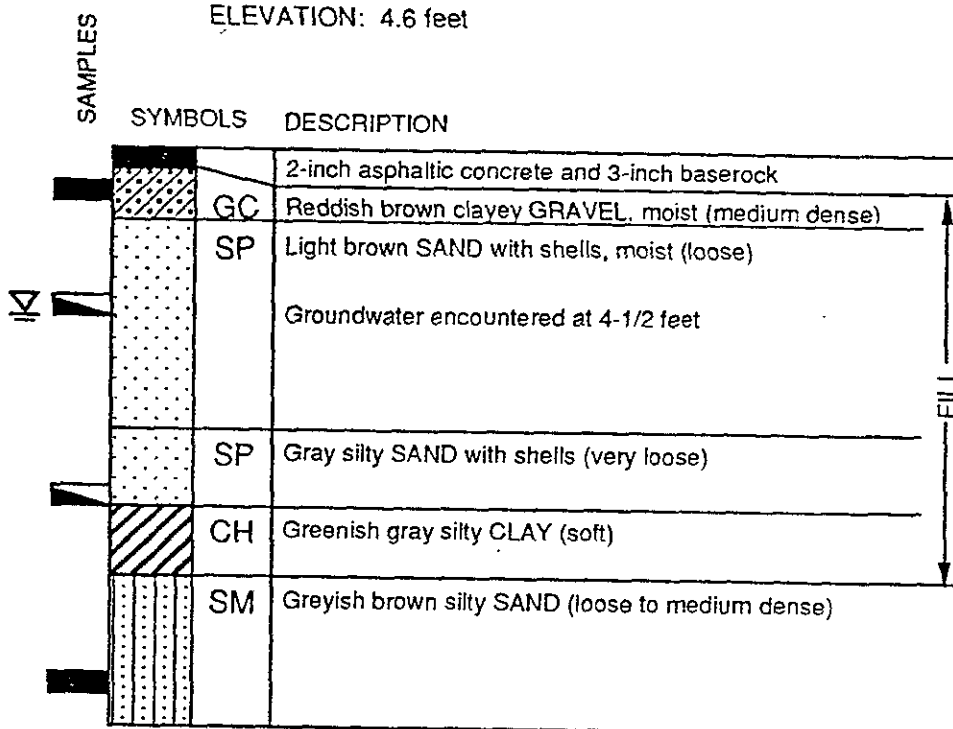 ELEVATION: 4.6 feet
SAMPLES
SYMBOLS DESCRIPTION
2-inch asphaltic concrete and 3-inch baserock
GC Reddish brown clayey GRAVEL, moist (medium dense)
SP Light brown SAND with shells, moist (loose)
Groundwater encountered at 4-1/2 feet
FILL
SP Gray silty SAND with shells (very loose)
CH Greenish gray silty CLAY (soft)
SM Greyish brown silty SAND (loose to medium dense)